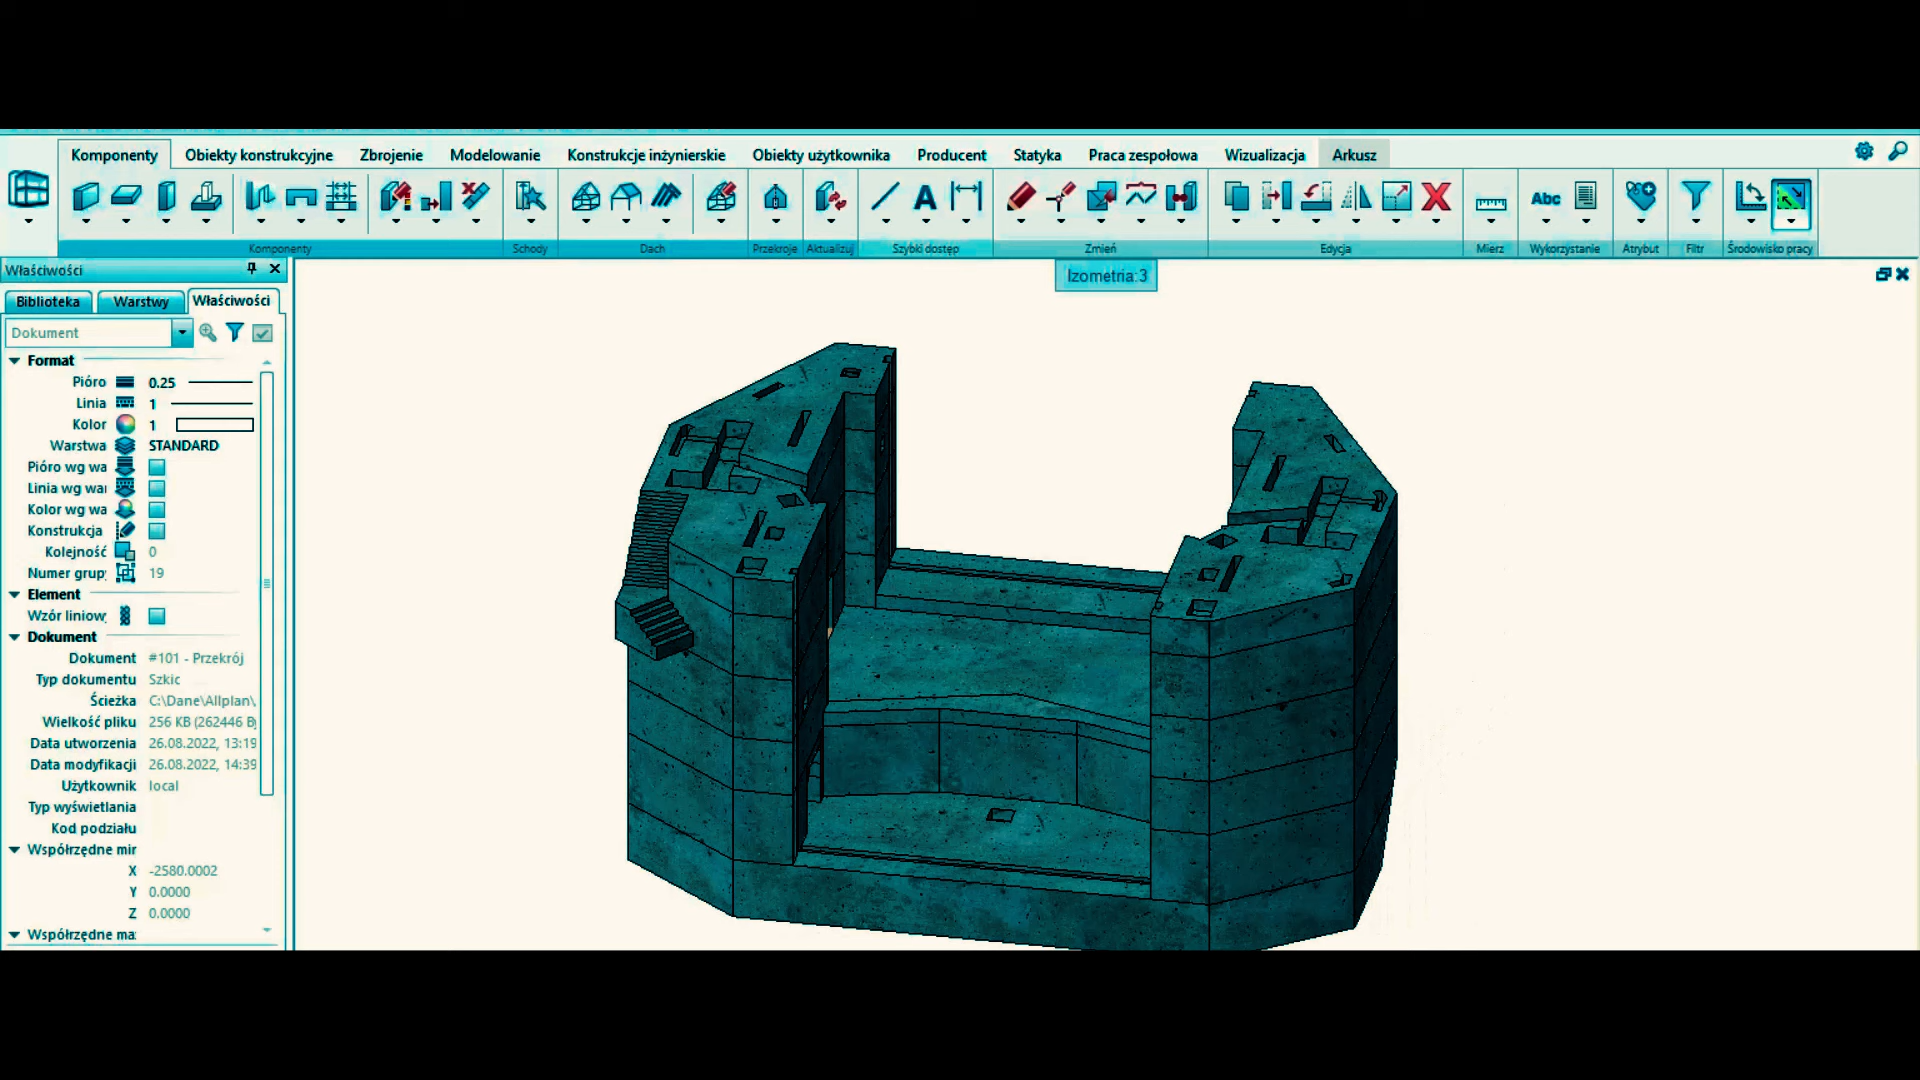 Komponenty Obiekty konstrukcyjne Zbrojenie Modelowanie Konstrukcje inżynierskie Obiekty użytkownika Producent Statyka Praca zespołowa Wizualizacja Arkusz
A Abc
Komponenty Schody Dach Przekroje Aktualizuj Szybki dostęp Zmień Edycja Mierz Wykorzystanie Atrybut Filtr Środowisko pracy
Właściwości
Izometria:3
Biblioteka Warstwy Właściwości
Dokument
Format
Pióro 0.25
Linia 1
Kolor 1
Warstwa STANDARD
Pióro wg wa
Linia wg wa
Kolor wg wa
Konstrukcja
Kolejność 0
Numer grup 19
Element
Wzór liniow
Dokument
Dokument #101 - Przekrój
Typ dokumentu Szkic
Ścieżka C:\Dane\Allplan\
Wielkość pliku 256 KB (262446 B
Data utworzenia 26.08.2022, 13:19
Data modyfikacji 26.08.2022, 14:39
Użytkownik local
Typ wyświetlania
Kod podziału
Współrzędne mir
X -2580.0002
Y 0.0000
Z 0.0000
Współrzędne ma